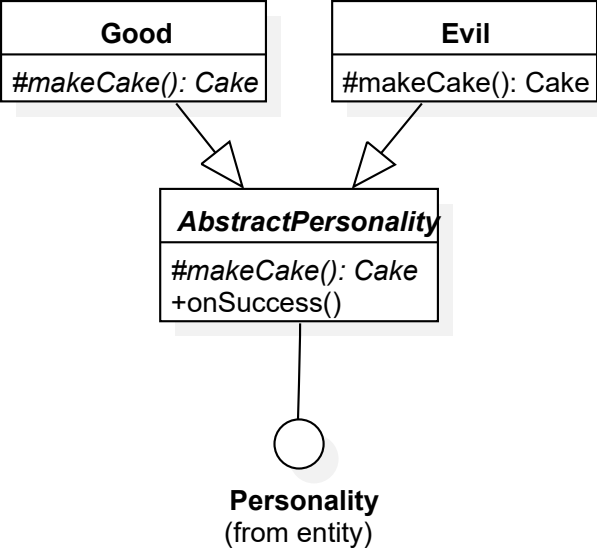 Good
#makeCake(): Cake
Evil
#makeCake(): Cake
AbstractPersonality
#makeCake(): Cake
+onSuccess()
Personality
(from entity)